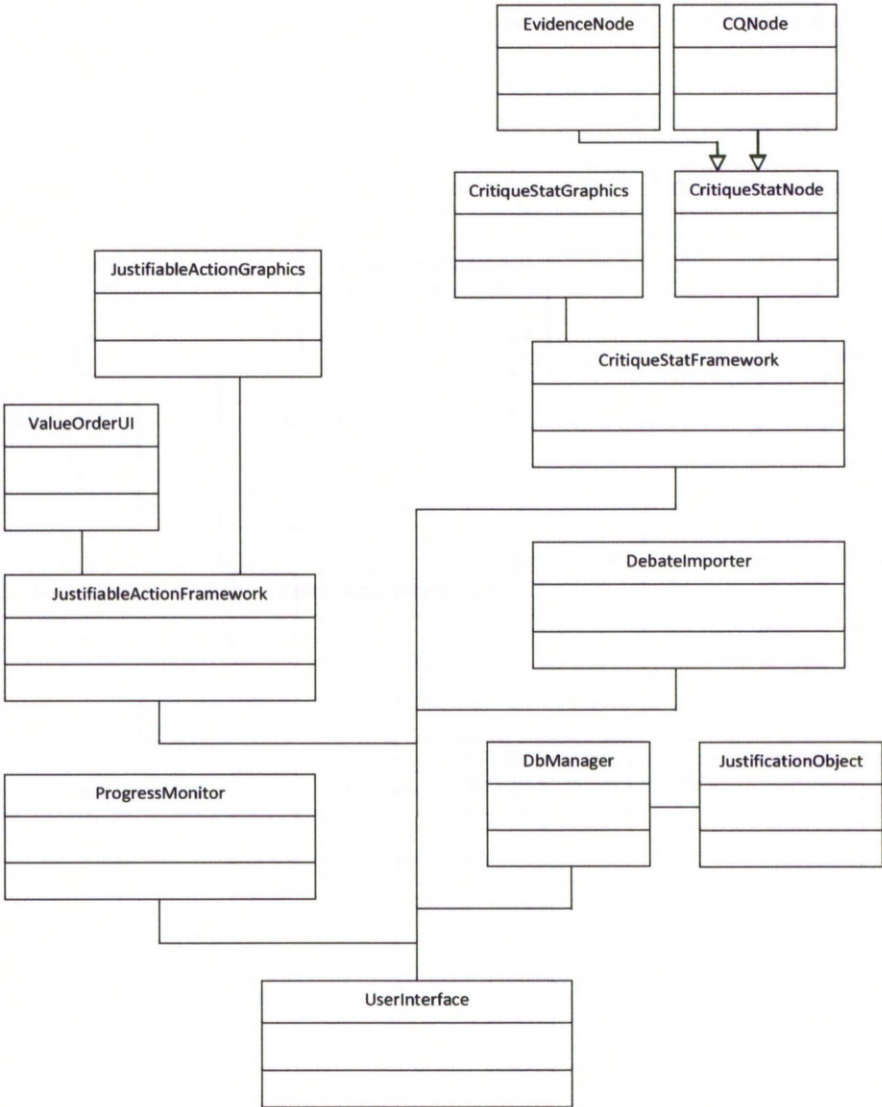 EvidenceNode
CQNode
CritiqueStatGraphics
CritiqueStatNode
JustifiableActionGraphics
CritiqueStatFramework
ValueOrderUI
DebateImporter
JustifiableActionFramework
DbManager
JustificationObject
ProgressMonitor
UserInterface